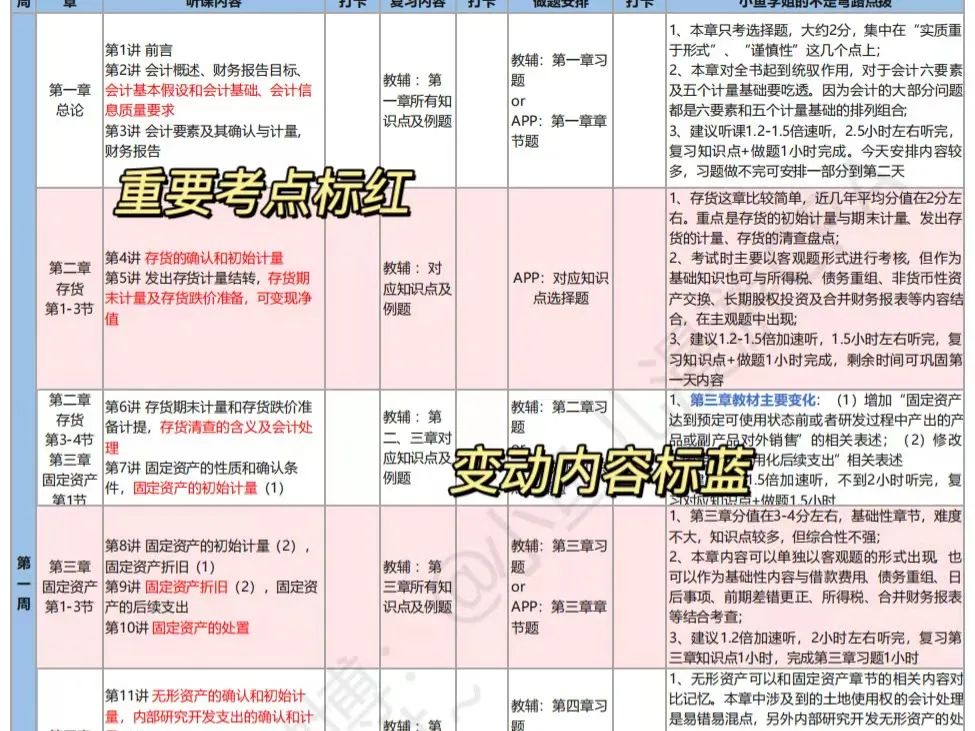 周
章
听课内容
打卡
复习内容
打卡
做题安排
打卡
小鱼学姐的不走弯路点拨
第一周
第一章
总论
第1讲 前言
第2讲 会计概述、财务报告目标、
会计基本假设和会计基础、会计信
息质量要求
第3讲 会计要素及其确认与计量,
财务报告
教辅：第
一章所有知
识点及例题
教辅：第一章习
题
or
APP：第一章章
节题
1、本章只考选择题，大约2分，集中在“实质重
于形式”、“谨慎性”这几个点上；
2、本章对全书起到统驭作用，对于会计六要素
及五个计量基础要吃透。因为会计的大部分问题
都是六要素和五个计量基础的排列组合；
3、建议听课1.2-1.5倍速听，2.5小时左右听完，
复习知识点+做题1小时完成。今天安排内容较
多，习题做不完可安排一部分到第二天
重要考点标红
第二章
存货
第1-3节
第4讲 存货的确认和初始计量
第5讲 发出存货计量结转，存货期
末计量及存货跌价准备，可变现净
值
教辅：对
应知识点及
例题
APP：对应知识
点选择题
1、存货这章比较简单，近几年平均分值在2分左
右。重点是存货的初始计量与期末计量、发出存
货的计量、存货的清查盘点；
2、考试时主要以客观题形式进行考核，但作为
基础知识也可与所得税、债务重组、非货币性资
产交换、长期股权投资及合并财务报表等内容结
合，在主观题中出现；
3、建议1.2-1.5倍加速听，1.5小时左右听完，复
习知识点+做题1小时完成，剩余时间可巩固第
一天内容
第二章
存货
第3-4节
第三章
固定资产
第1节
第6讲 存货期末计量和存货跌价准
备计提，存货清查的含义及会计处
理
第7讲 固定资产的性质和确认条
件，固定资产的初始计量（1）
教辅：第
二、三章对
应知识点及
例题
教辅：第二章习
题
or
1、第三章教材主要变化：（1）增加“固定资产
达到预定可使用状态前或者研发过程中产出的产
品或副产品对外销售”的相关表述；（2）修改
用化后续支出”相关表述
1.5倍加速听，不到2小时听完，复
习对应知识点+做题1.5小时
变动内容标蓝
第三章
固定资产
第1-3节
第8讲 固定资产的初始计量（2），
固定资产折旧（1）
第9讲 固定资产折旧（2），固定资
产的后续支出
第10讲 固定资产的处置
教辅：第
三章所有知
识点及例题
教辅：第三章习
题
or
APP：第三章章
节题
1、第三章分值在3-4分左右，基础性章节，难度
不大，知识点较多，但综合性不强；
2、本章内容可以单独以客观题的形式出现，也
可以作为基础性内容与借款费用、债务重组、日
后事项、前期差错更正、所得税、合并财务报表
等结合考查；
3、建议1.2倍加速听，2小时左右听完，复习第
三章知识点1小时，完成第三章习题1小时
第11讲 无形资产的确认和初始计
量，内部研究开发支出的确认和计
教辅：第
教辅：第四章习
题
1、无形资产可以和固定资产章节的相关内容对
比记忆。本章中涉及到的土地使用权的会计处理
是易错易混点，另外内部研究开发无形资产的处